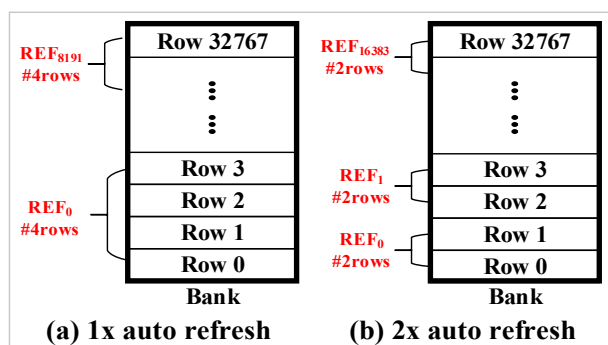 REF8191
#4rows
Row 32767
Row 3
Row 2
Row 1
Row 0
REF0
#4rows
Bank
(a) 1x auto refresh
REF16383
#2rows
Row 32767
REF1
#2rows
Row 3
Row 2
REF0
#2rows
Row 1
Row 0
Bank
(b) 2x auto refresh